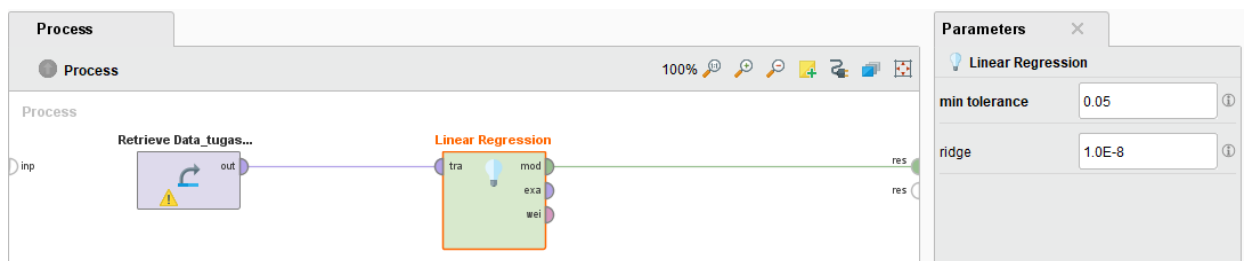 Process
Process
100%
Process
Retrieve Data_tugas...
inp
out
Linear Regression
tra
mod
exa
wei
res
res
Parameters
Linear Regression
min tolerance
0.05
ridge
1.0E-8